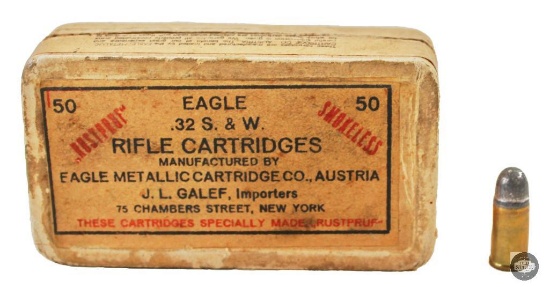 50 EAGLE 50
.32 S. & W.
"RUSTPRUF" SMOKELESS
RIFLE CARTRIDGES
MANUFACTURED BY
EAGLE METALLIC CARTRIDGE CO., AUSTRIA
J. L. GALEF, Importers
75 CHAMBERS STREET, NEW YORK
THESE CARTRIDGES SPECIALLY MADE "RUSTPRUF"